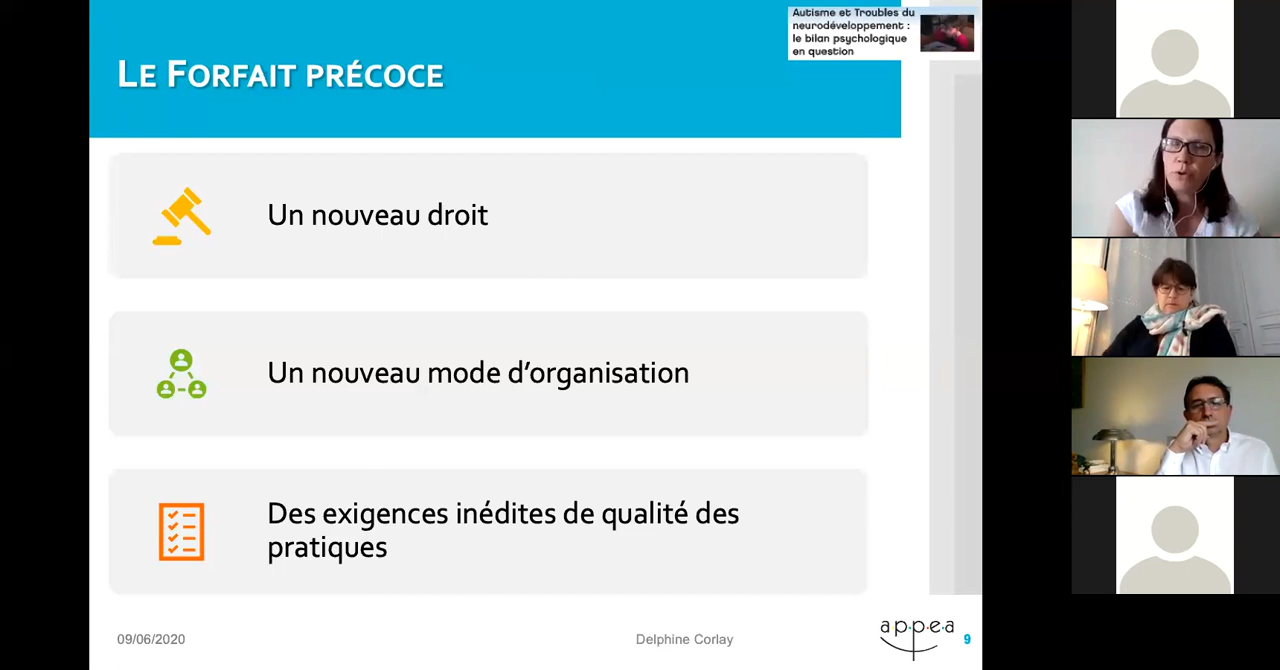 Autisme et Troubles du
neurodéveloppement :
le bilan psychologique
en question
LE FORFAIT PRÉCOCE
Un nouveau droit
Un nouveau mode d’organisation
Des exigences inédites de qualité des
pratiques
09/06/2020
Delphine Corlay
a.p.p.e.a
9